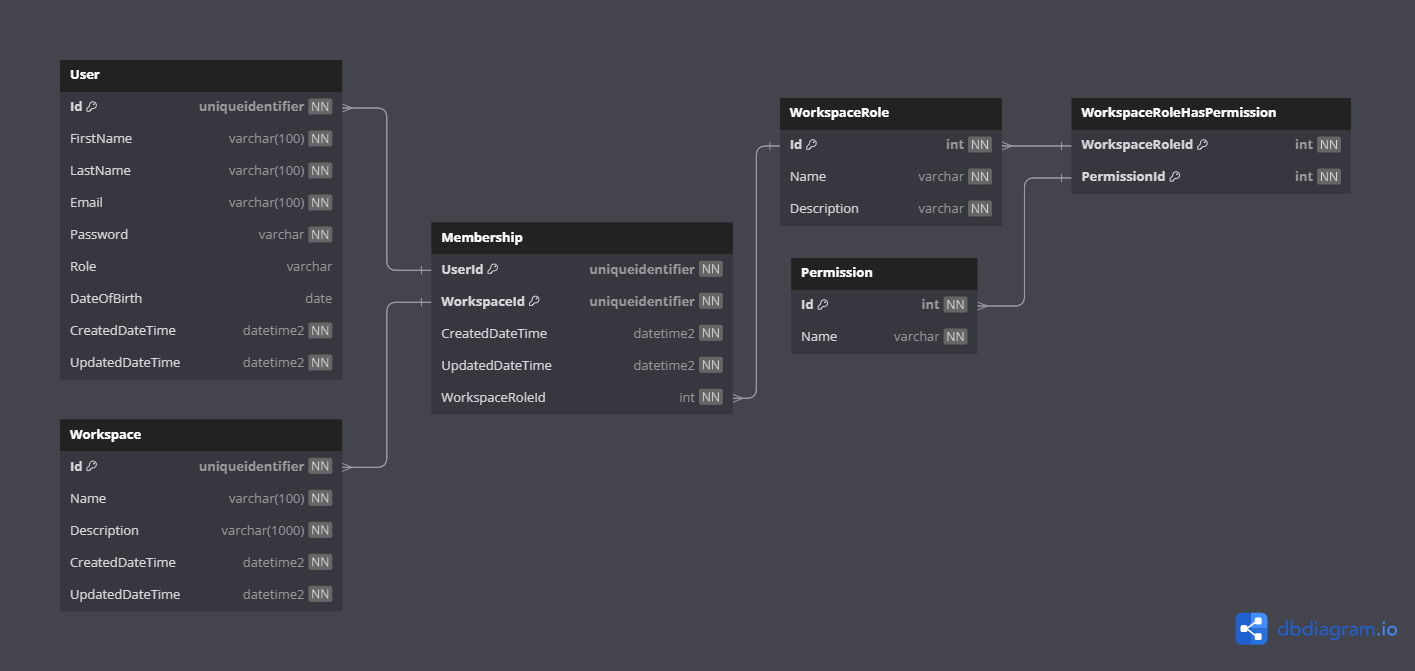 User
Id uniqueidentifier NN
FirstName varchar(100) NN
LastName varchar(100) NN
Email varchar(100) NN
Password varchar NN
Role varchar
DateOfBirth date
CreatedDateTime datetime2 NN
UpdatedDateTime datetime2 NN
Workspace
Id uniqueidentifier NN
Name varchar(100) NN
Description varchar(1000) NN
CreatedDateTime datetime2 NN
UpdatedDateTime datetime2 NN
Membership
UserId uniqueidentifier NN
WorkspaceId uniqueidentifier NN
CreatedDateTime datetime2 NN
UpdatedDateTime datetime2 NN
WorkspaceRoleId int NN
WorkspaceRole
Id int NN
Name varchar NN
Description varchar NN
Permission
Id int NN
Name varchar NN
WorkspaceRoleHasPermission
WorkspaceRoleId int NN
PermissionId int NN
dbdiagram.io